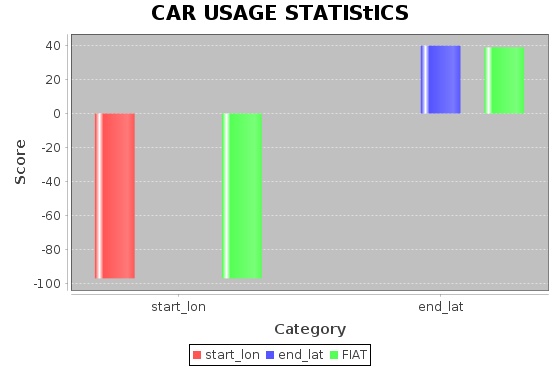 CAR USAGE STATIStICS
40
20
0
-20
-40
-60
-80
-100
Score
start_lon end_lat
Category
start_lon end_lat FIAT